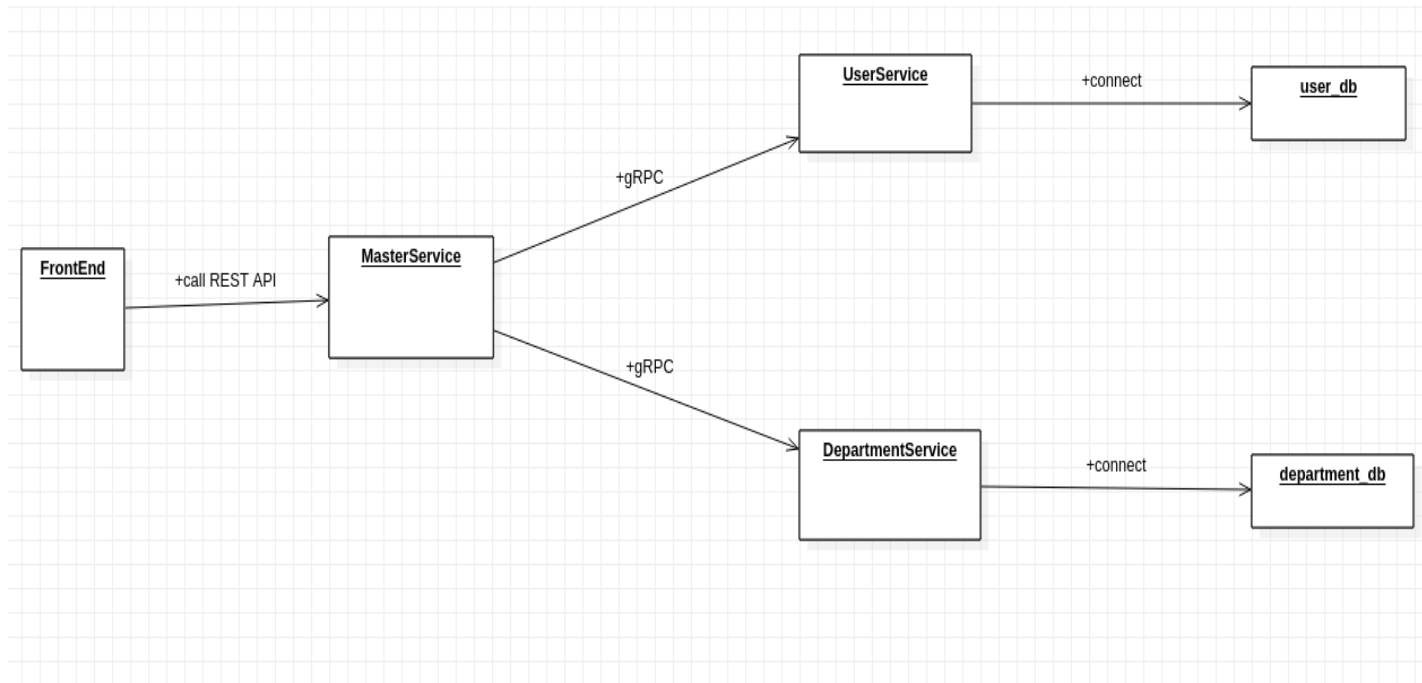 UserService
+connect
user_db
+gRPC
FrontEnd
+call REST API
MasterService
+gRPC
DepartmentService
+connect
department_db